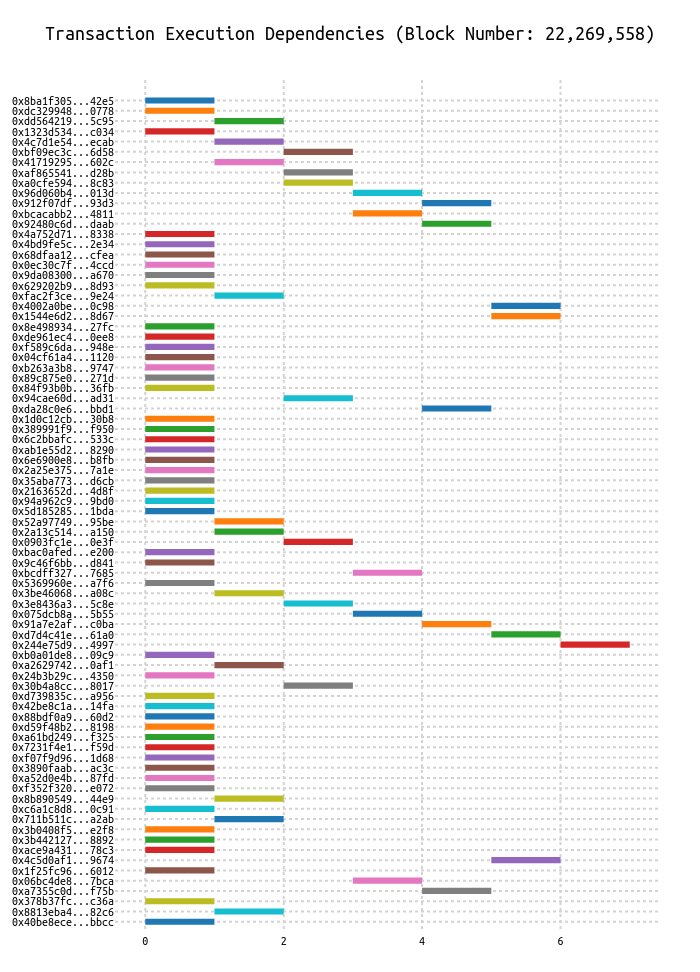 Transaction Execution Dependencies (Block Number: 22,269,558)
0x8ba1f305...42e5
0xdc329948...0778
0xdd564219...5c95
0x1323d534...c034
0x4c7d1e54...ecab
0xbf09ec3c...6d58
0x41719295...602c
0xaf865541...d28b
0xa0cfe594...8c83
0x96d060b4...013d
0x912f07df...93d3
0xbcacabb2...4811
0x92480c6d...daab
0x4a752d71...8338
0x4bd9fe5c...2e34
0x68dfaa12...cfea
0x0ec30c7f...4ccd
0x9da08300...a670
0x629202b9...8d93
0xfac2f3ce...9e24
0x4002a0be...0c98
0x1544e6d2...8d67
0x8e498934...27fc
0xde961ec4...0ee8
0xf589c6da...948e
0x04cf61a4...1120
0xb263a3b8...9747
0x89c875e0...271d
0x84f93b0b...36fb
0x94cae60d...ad31
0xda28c0e6...bbd1
0x1d0c12cb...30b8
0x389991f9...f950
0x6c2bbafc...533c
0xab1e55d2...8290
0x6e6900e8...b8fb
0x2a25e375...7a1e
0x35aba773...d6cb
0x2163652d...4d8f
0x94a962c9...9bd0
0x5d185285...1bda
0x52a97749...95be
0x2a13c514...a150
0x0903fc1e...0e3f
0xbac0afed...e200
0x9c46f6bb...d841
0xbcdff327...7685
0x5369960e...a7f6
0x3be46068...a08c
0x3e8436a3...5c8e
0x075dcb8a...5b55
0x91a7e2af...c0ba
0xd7d4c41e...61a0
0x244e75d9...4997
0xb0a01de8...09c9
0xa2629742...0af1
0x24b3b29c...4350
0x30b4a8cc...8017
0xd739835c...a956
0x42be8c1a...14fa
0x88bdf0a9...60d2
0xd59f48b2...8198
0xa61bd249...f325
0x7231f4e1...f59d
0xf07f9d96...1d68
0x3890faab...ac3c
0xa52d0e4b...87fd
0xf352f320...e072
0x8b890549...44e9
0xc6a1c8d8...0c91
0x711b511c...a2ab
0x3b0408f5...e2f8
0x3b442127...8892
0xace9a431...78c3
0x4c5d0af1...9674
0x1f25fc96...6012
0x06bc4de8...7bca
0xa7355c0d...f75b
0x378b37fc...c36a
0x8813eba4...82c6
0x40be8ece...bbcc
0 2 4 6